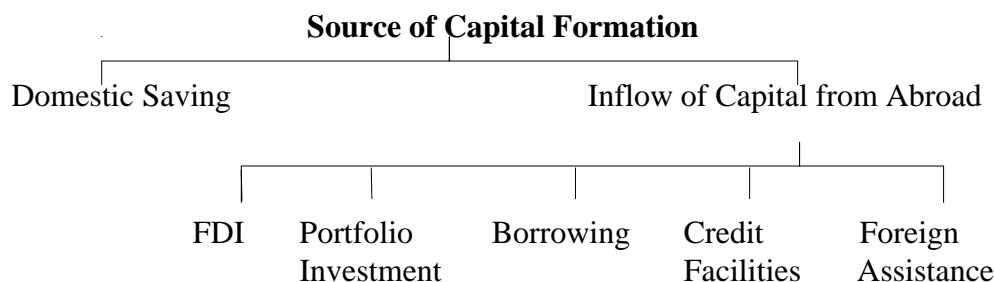 Source of Capital Formation
Domestic Saving
Inflow of Capital from Abroad
FDI
Portfolio
Investment
Borrowing
Credit
Facilities
Foreign
Assistance